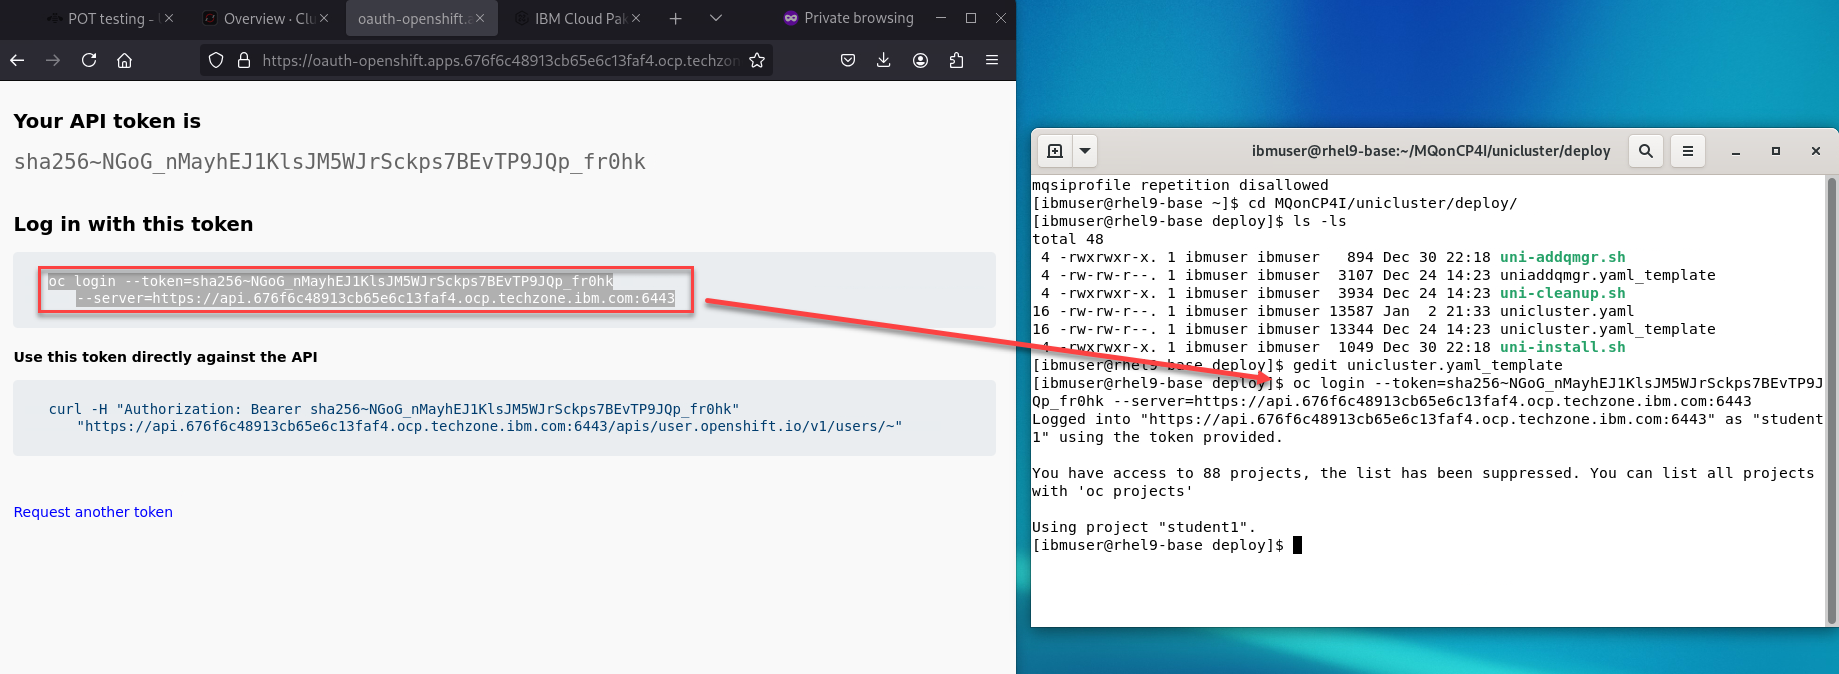 POT testing -
Overview · Clu
oauth-openshift.a
IBM Cloud Pak
Private browsing
https://oauth-openshift.apps.676f6c48913cb65e6c13faf4.ocp.techzon
Your API token is
sha256~NGoG_nMayhEJ1KlsJM5WJrSckps7BEvTP9JQp_fr0hk
Log in with this token
oc login --token=sha256~NGoG_nMayhEJ1KlsJM5WJrSckps7BEvTP9JQp_fr0hk
--server=https://api.676f6c48913cb65e6c13faf4.ocp.techzone.ibm.com:6443
Use this token directly against the API
curl -H "Authorization: Bearer sha256~NGoG_nMayhEJ1KlsJM5WJrSckps7BEvTP9JQp_fr0hk"
"https://api.676f6c48913cb65e6c13faf4.ocp.techzone.ibm.com:6443/apis/user.openshift.io/v1/users/~"
Request another token
ibmuser@rhel9-base:~/MQonCP4I/unicluster/deploy
mqsiprofile repetition disallowed
[ibmuser@rhel9-base ~]$ cd MQonCP4I/unicluster/deploy/
[ibmuser@rhel9-base deploy]$ ls -ls
total 48
4 -rwxrwxr-x. 1 ibmuser ibmuser 894 Dec 30 22:18 uni-addqmgr.sh
4 -rw-rw-r--. 1 ibmuser ibmuser 3107 Dec 24 14:23 uniaddqmgr.yaml_template
4 -rwxrwxr-x. 1 ibmuser ibmuser 3934 Dec 24 14:23 uni-cleanup.sh
16 -rw-rw-r--. 1 ibmuser ibmuser 13587 Jan 2 21:33 unicluster.yaml
16 -rw-rw-r--. 1 ibmuser ibmuser 13344 Dec 24 14:23 unicluster.yaml_template
4 -rwxrwxr-x. 1 ibmuser ibmuser 1049 Dec 30 22:18 uni-install.sh
[ibmuser@rhel9-base deploy]$ gedit unicluster.yaml_template
[ibmuser@rhel9-base deploy]$ oc login --token=sha256~NGoG_nMayhEJ1KlsJM5WJrSckps7BEvTP9J
Qp_fr0hk --server=https://api.676f6c48913cb65e6c13faf4.ocp.techzone.ibm.com:6443
Logged into "https://api.676f6c48913cb65e6c13faf4.ocp.techzone.ibm.com:6443" as "student
1" using the token provided.
You have access to 88 projects, the list has been suppressed. You can list all projects
with 'oc projects'
Using project "student1".
[ibmuser@rhel9-base deploy]$